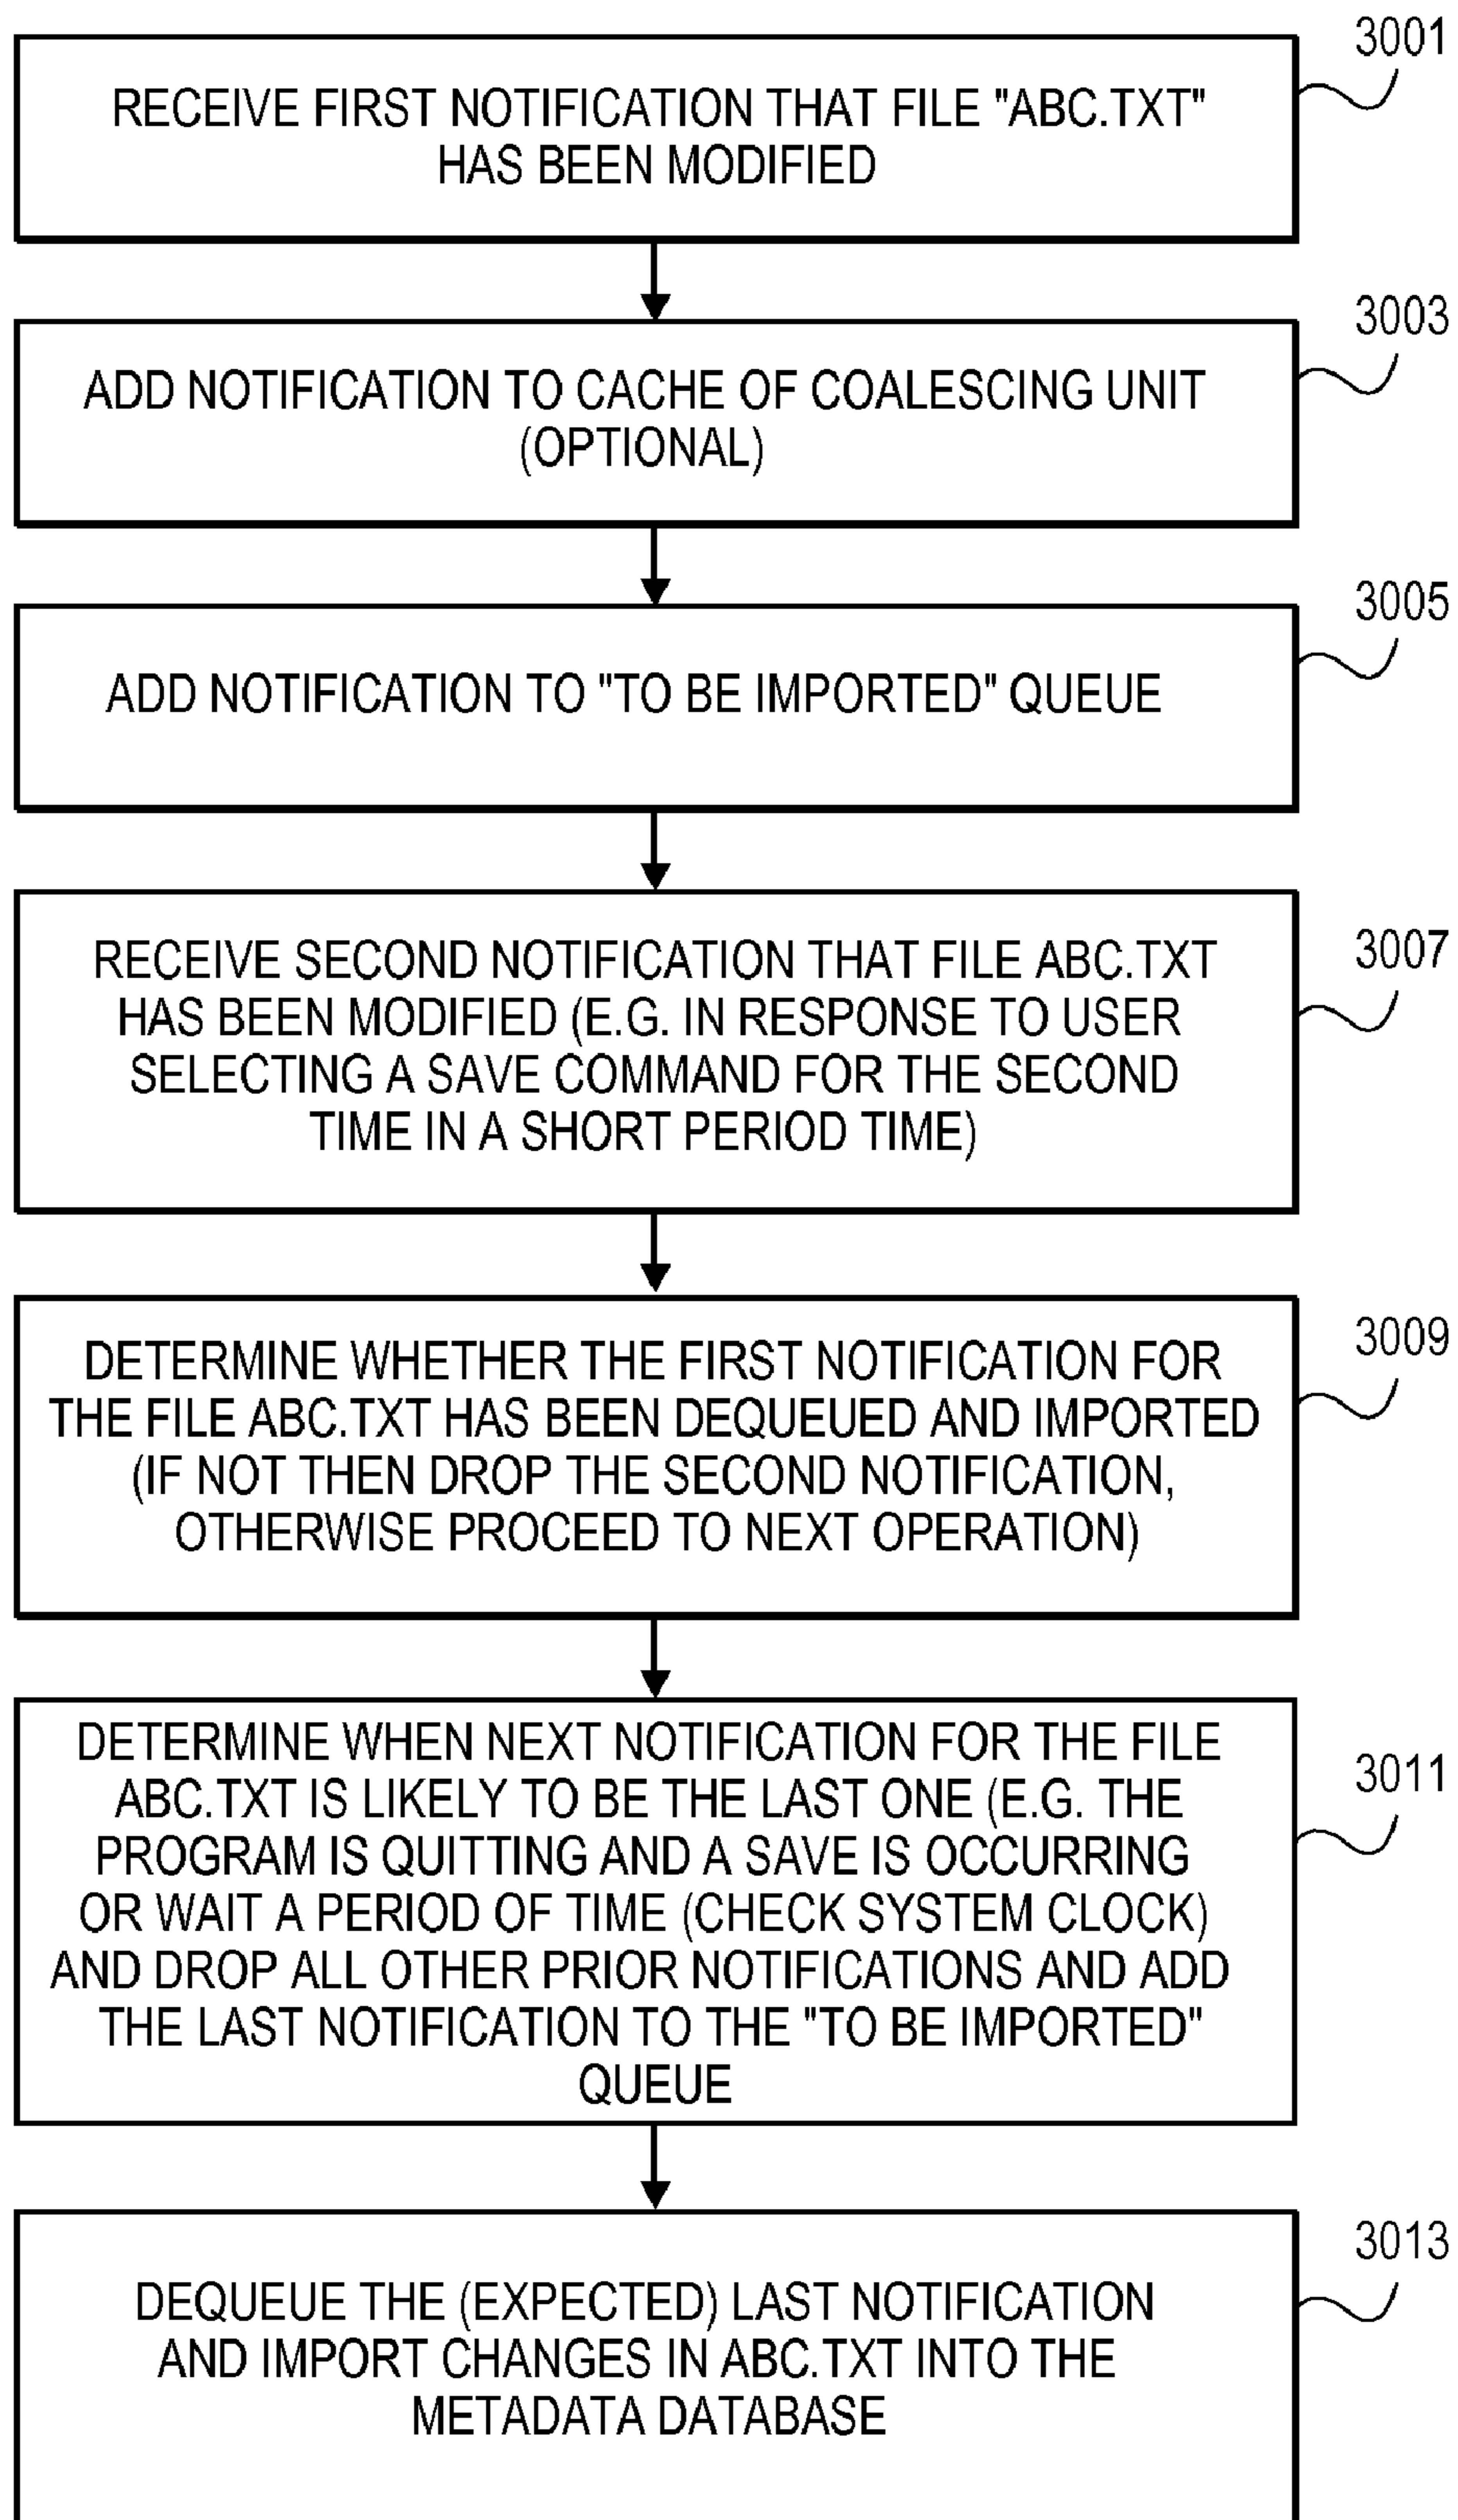 3001
RECEIVE FIRST NOTIFICATION THAT FILE "ABC.TXT"
HAS BEEN MODIFIED
3003
ADD NOTIFICATION TO CACHE OF COALESCING UNIT
(OPTIONAL)
3005
ADD NOTIFICATION TO "TO BE IMPORTED" QUEUE
3007
RECEIVE SECOND NOTIFICATION THAT FILE ABC.TXT
HAS BEEN MODIFIED (E.G. IN RESPONSE TO USER
SELECTING A SAVE COMMAND FOR THE SECOND
TIME IN A SHORT PERIOD TIME)
3009
DETERMINE WHETHER THE FIRST NOTIFICATION FOR
THE FILE ABC.TXT HAS BEEN DEQUEUED AND IMPORTED
(IF NOT THEN DROP THE SECOND NOTIFICATION,
OTHERWISE PROCEED TO NEXT OPERATION)
3011
DETERMINE WHEN NEXT NOTIFICATION FOR THE FILE
ABC.TXT IS LIKELY TO BE THE LAST ONE (E.G. THE
PROGRAM IS QUITTING AND A SAVE IS OCCURRING
OR WAIT A PERIOD OF TIME (CHECK SYSTEM CLOCK)
AND DROP ALL OTHER PRIOR NOTIFICATIONS AND ADD
THE LAST NOTIFICATION TO THE "TO BE IMPORTED"
QUEUE
3013
DEQUEUE THE (EXPECTED) LAST NOTIFICATION
AND IMPORT CHANGES IN ABC.TXT INTO THE
METADATA DATABASE